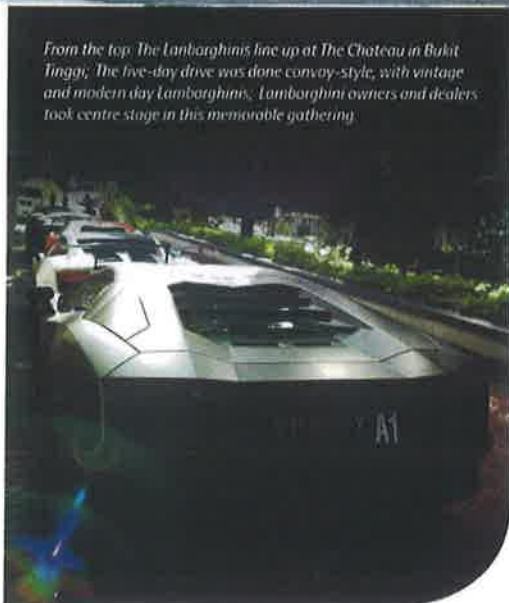 From the top: The Lanborghinis line up at The Chateau in Bukit
Tinggi; The five-day drive was done convoy-style, with vintage
and modern day Lamborghinis; Lamborghini owners and dealers
took centre stage in this memorable gathering.
A1